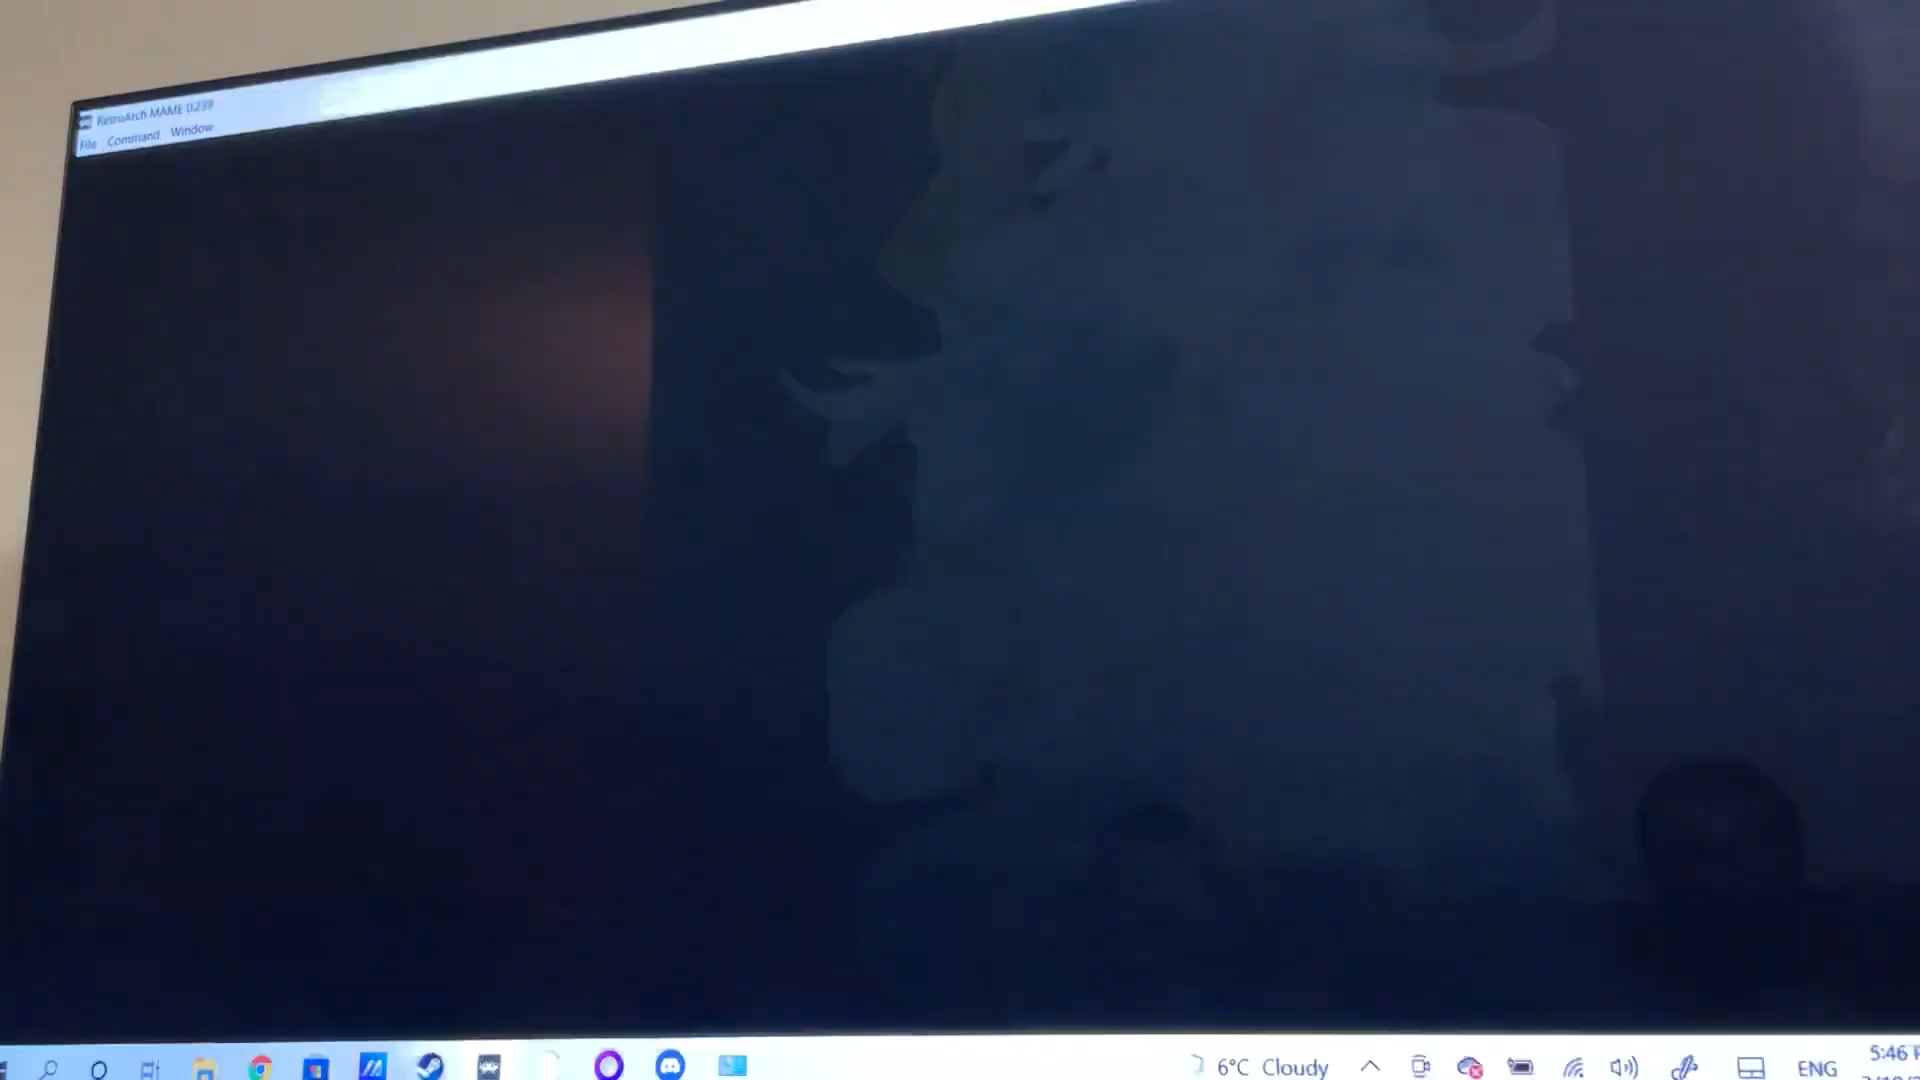 RetroArch MAME 0.239
File Command Window
6°C Cloudy
ENG
5:46 P